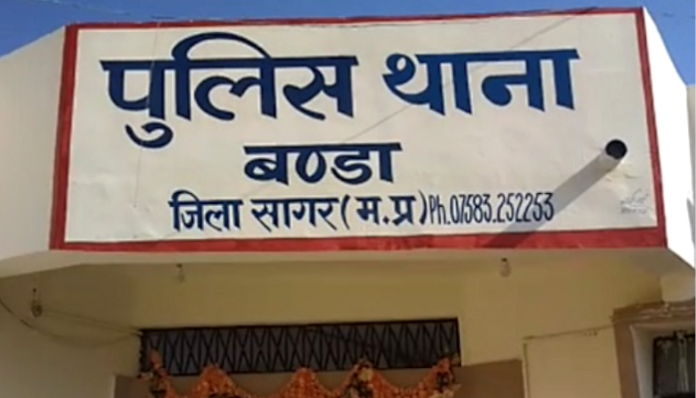 पुलिस थाना
बण्डा
जिला सागर (म.प्र) Ph.07583.252253